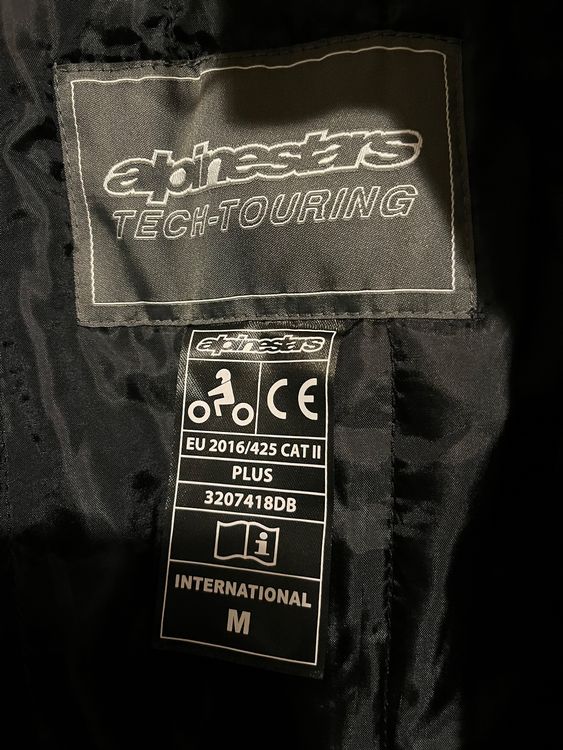 alpinestars
TECH-TOURING
alpinestars
CE
EU 2016/425 CAT II
PLUS
3207418DB
i
INTERNATIONAL
M